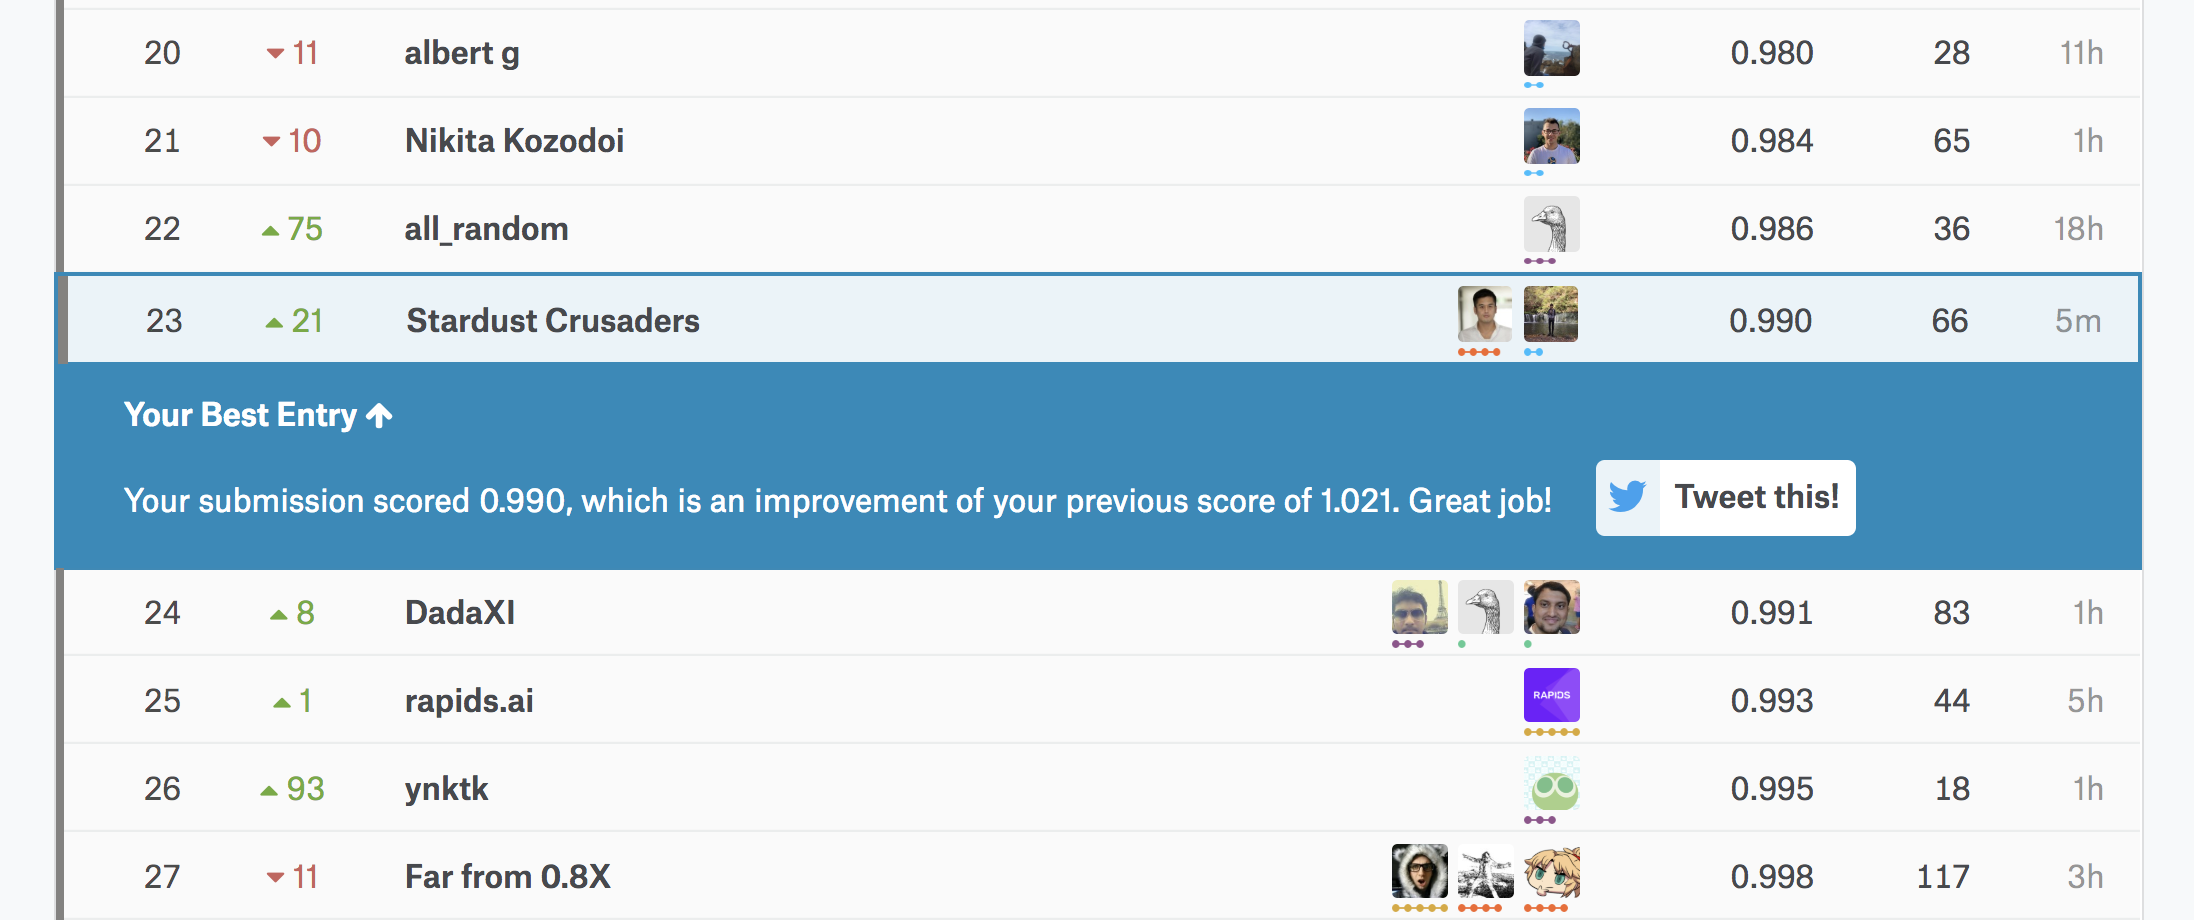 20 11 albert g 0.980 28 11h
21 10 Nikita Kozodoi 0.984 65 1h
22 75 all_random 0.986 36 18h
23 21 Stardust Crusaders 0.990 66 5m
Your Best Entry
Your submission scored 0.990, which is an improvement of your previous score of 1.021. Great job! Tweet this!
24 8 DadaXI 0.991 83 1h
25 1 rapids.ai RAPIDS 0.993 44 5h
26 93 ynktk 0.995 18 1h
27 11 Far from 0.8X 0.998 117 3h